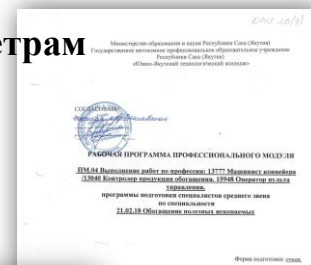 етрам
Министерство образования и науки Республики Саха (Якутия)
Государственное автономное профессиональное образовательное учреждение
Республики Саха (Якутия)
«Южно-Якутский технологический колледж»
СОГЛАСОВАНО
РАБОЧАЯ ПРОГРАММА ПРОФЕССИОНАЛЬНОГО МОДУЛЯ
ПМ.04 Выполнение работ по профессии: 13777 Машинист конвейера
/13040 Контролер продукции обогащения, 15948 Оператор пульта
управления.
программы подготовки специалистов среднего звена
по специальности
21.02.18 Обогащение полезных ископаемых
Форма подготовки: очная